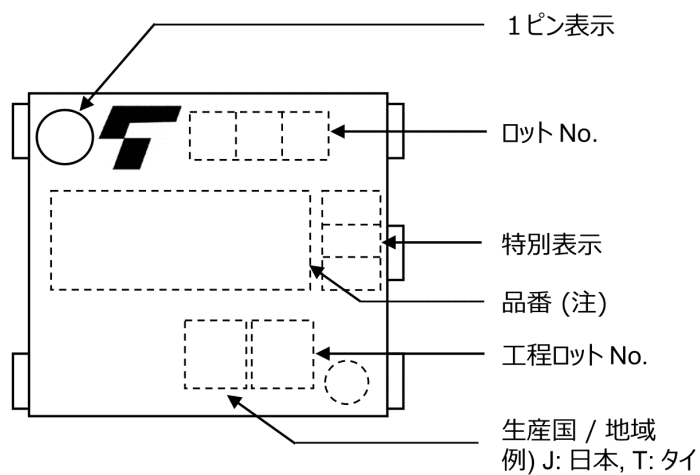 １ピン表示
ロット No.
特別表示
品番 (注)
工程ロット No.
生産国 / 地域
例) J: 日本, T: タイ